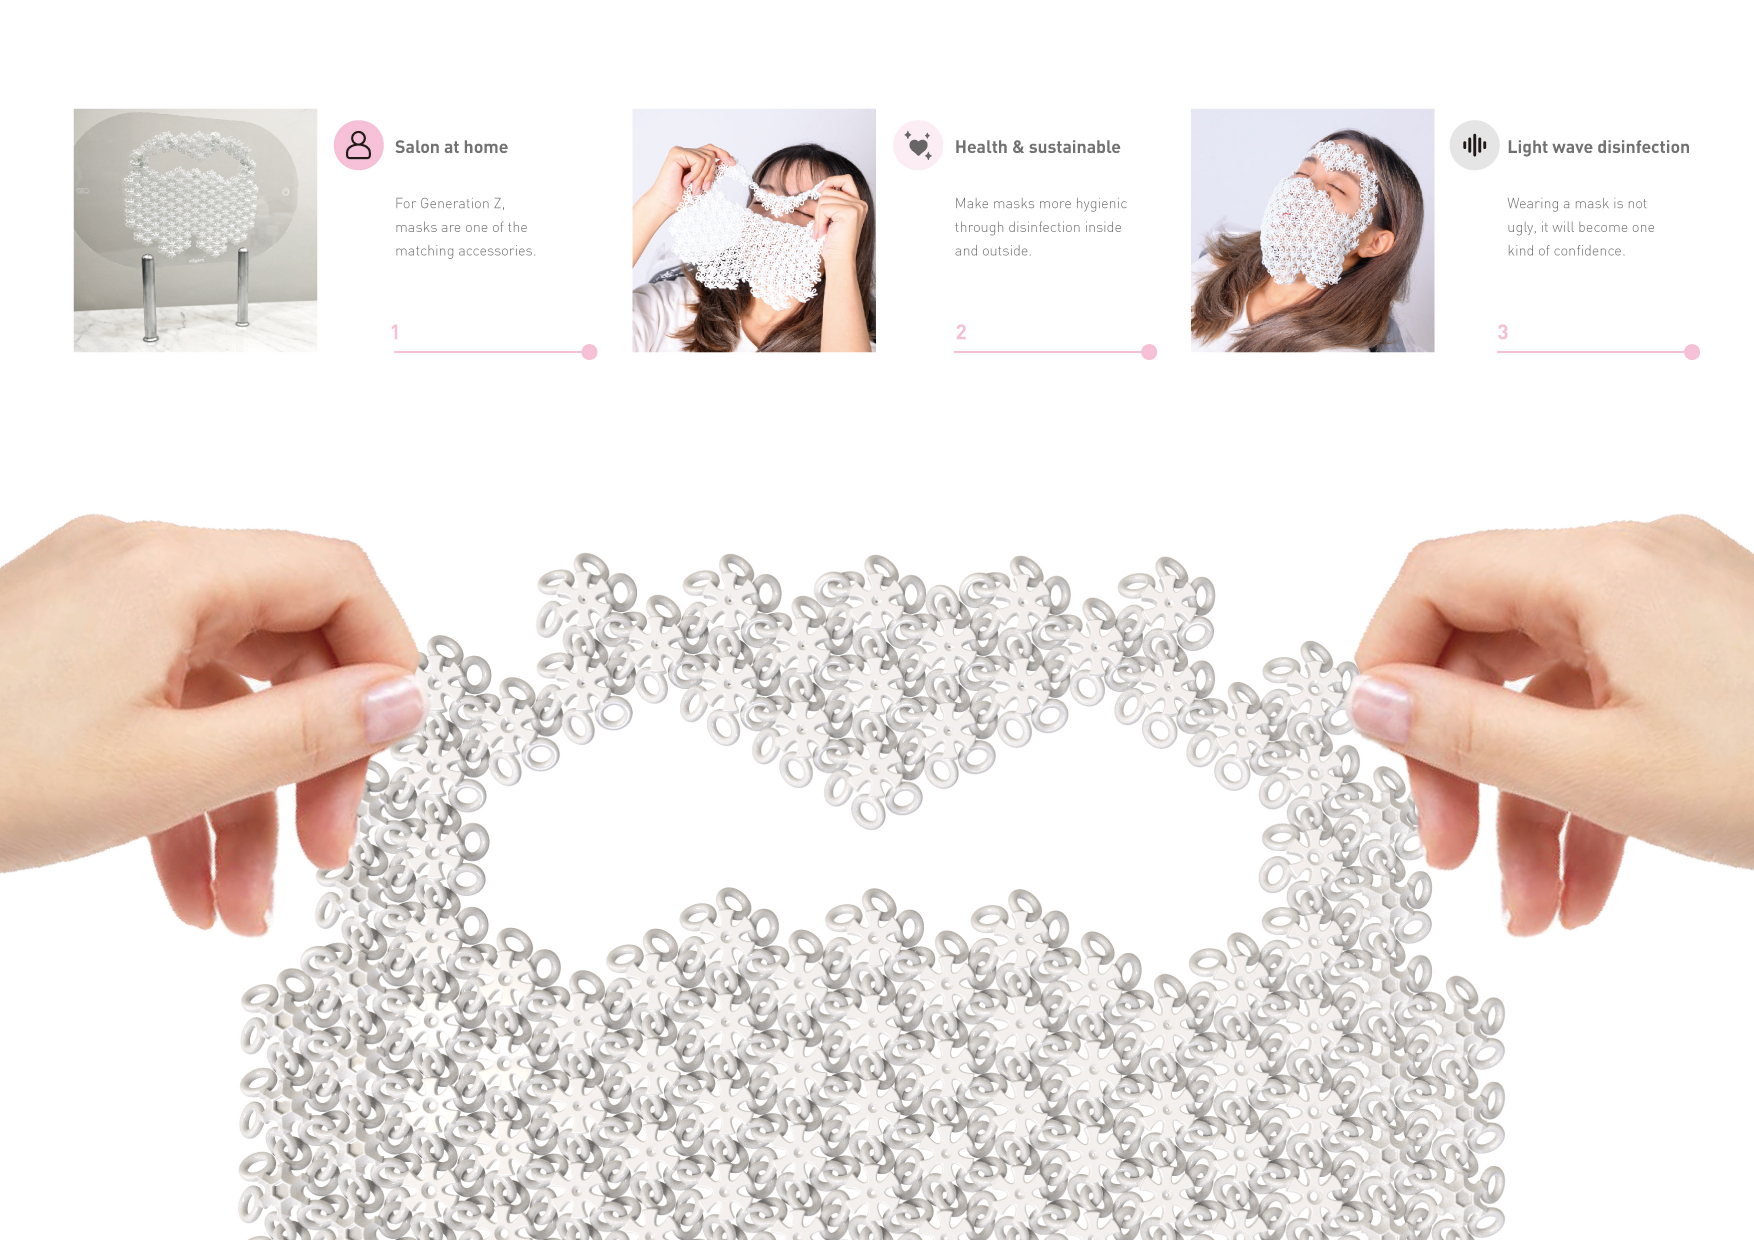 Salon at home
For Generation Z,
masks are one of the
matching accessories.
1
Health & sustainable
Make masks more hygienic
through disinfection inside
and outside.
2
Light wave disinfection
Wearing a mask is not
ugly, it will become one
kind of confidence.
3